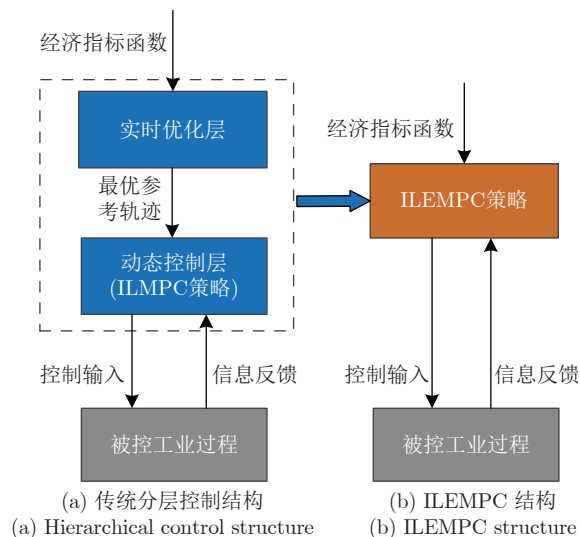 经济指标函数
实时优化层
最优参
考轨迹
动态控制层
(ILMPC策略)
控制输入
信息反馈
被控工业过程
(a) 传统分层控制结构
(a) Hierarchical control structure
经济指标函数
ILEMPC策略
控制输入
信息反馈
被控工业过程
(b) ILEMPC 结构
(b) ILEMPC structure